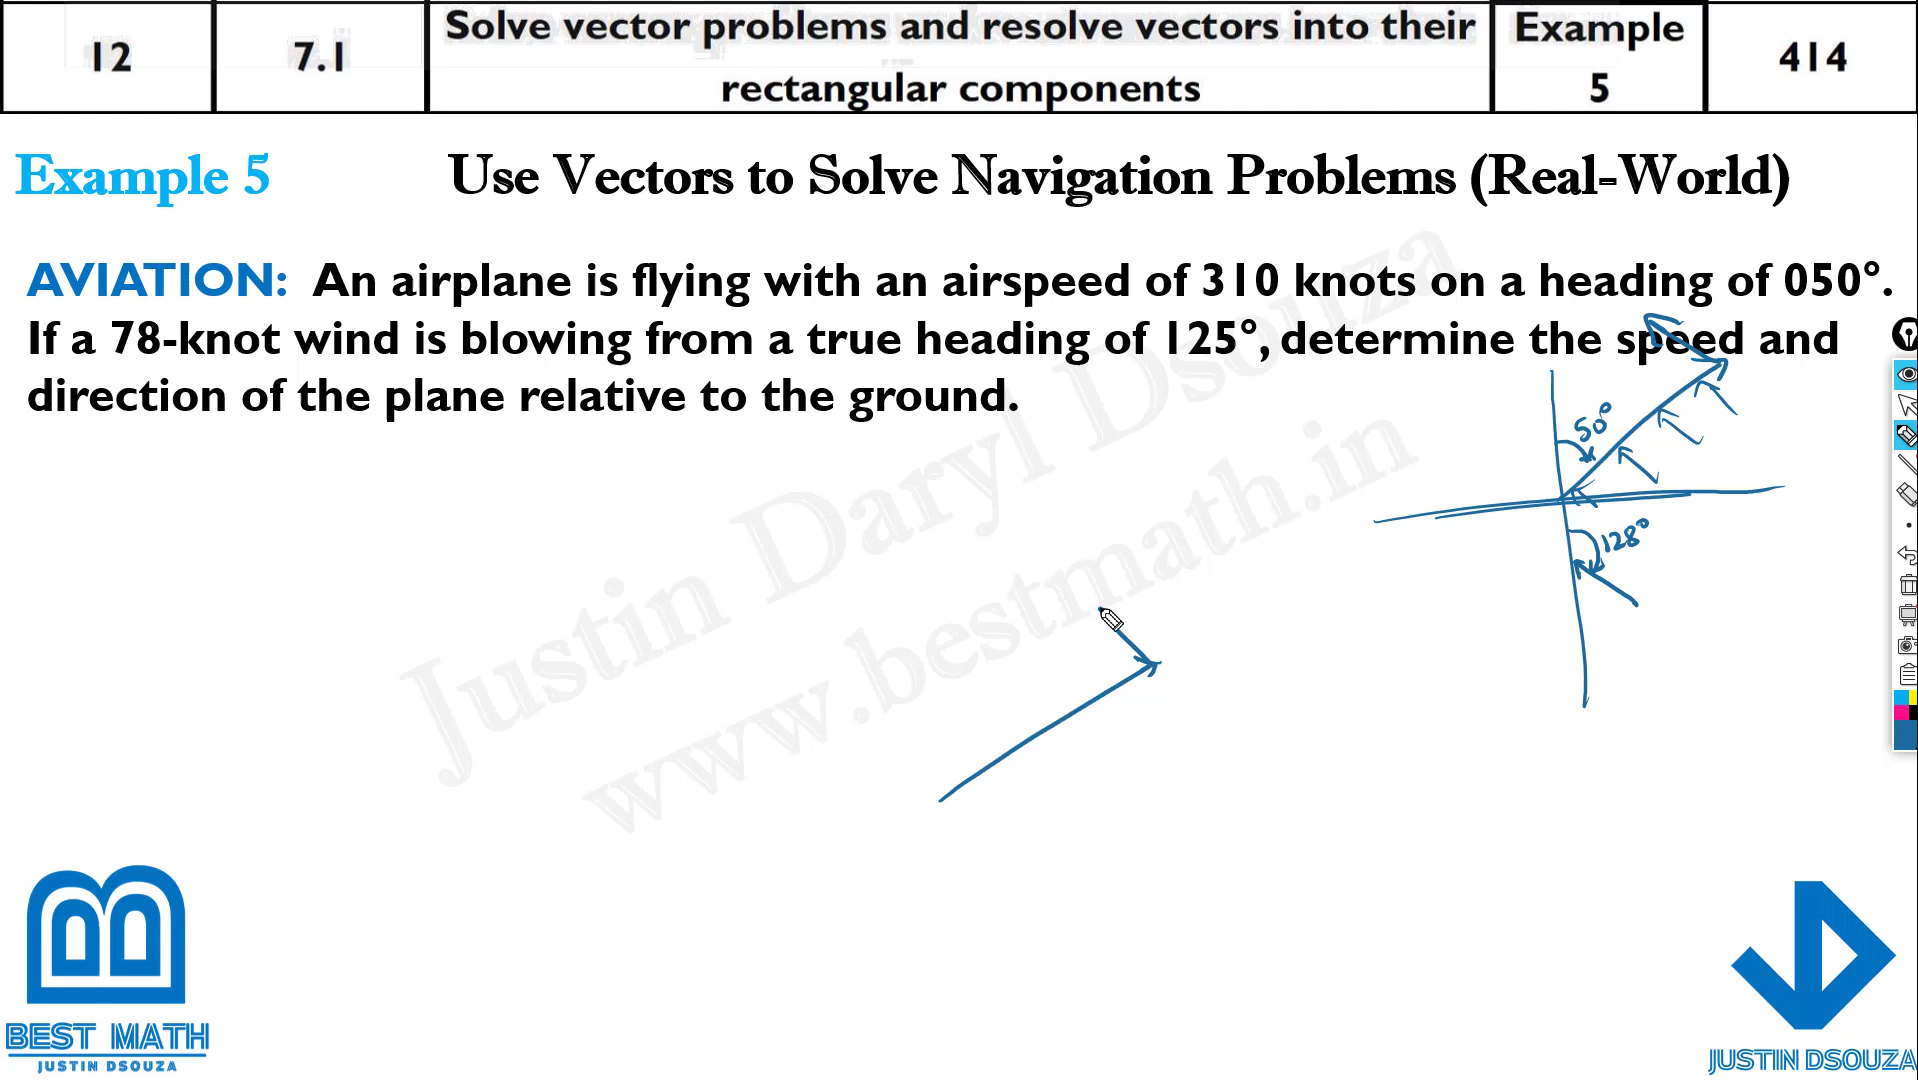 12
7.1
Solve vector problems and resolve vectors into their
rectangular components
Example
5
414
Example 5
Use Vectors to Solve Navigation Problems (Real-World)
AVIATION: An airplane is flying with an airspeed of 310 knots on a heading of 050°.
If a 78-knot wind is blowing from a true heading of 125°, determine the speed and
direction of the plane relative to the ground.
50°
128°
Justin Daryl Dsouza
www.bestmath.in
BEST MATH
JUSTIN DSOUZA
JUSTIN DSOUZA